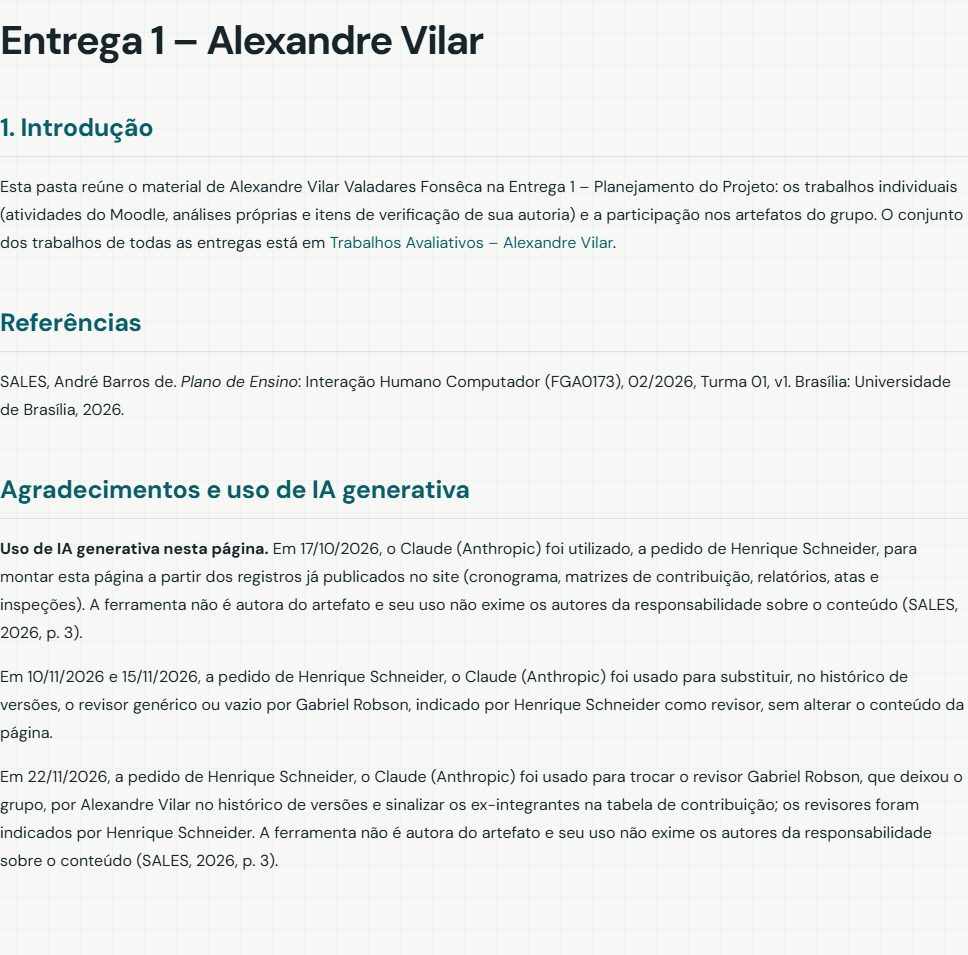 Entrega 1 – Alexandre Vilar
1. Introdução
Esta pasta reúne o material de Alexandre Vilar Valadares Fonsêca na Entrega 1 – Planejamento do Projeto: os trabalhos individuais
(atividades do Moodle, análises próprias e itens de verificação de sua autoria) e a participação nos artefatos do grupo. O conjunto
dos trabalhos de todas as entregas está em Trabalhos Avaliativos – Alexandre Vilar.
Referências
SALES, André Barros de. Plano de Ensino: Interação Humano Computador (FGA0173), 02/2026, Turma 01, v1. Brasília: Universidade
de Brasília, 2026.
Agradecimentos e uso de IA generativa
Uso de IA generativa nesta página. Em 17/10/2026, o Claude (Anthropic) foi utilizado, a pedido de Henrique Schneider, para
montar esta página a partir dos registros já publicados no site (cronograma, matrizes de contribuição, relatórios, atas e
inspeções). A ferramenta não é autora do artefato e seu uso não exime os autores da responsabilidade sobre o conteúdo (SALES,
2026, p. 3).
Em 10/11/2026 e 15/11/2026, a pedido de Henrique Schneider, o Claude (Anthropic) foi usado para substituir, no histórico de
versões, o revisor genérico ou vazio por Gabriel Robson, indicado por Henrique Schneider como revisor, sem alterar o conteúdo da
página.
Em 22/11/2026, a pedido de Henrique Schneider, o Claude (Anthropic) foi usado para trocar o revisor Gabriel Robson, que deixou o
grupo, por Alexandre Vilar no histórico de versões e sinalizar os ex-integrantes na tabela de contribuição; os revisores foram
indicados por Henrique Schneider. A ferramenta não é autora do artefato e seu uso não exime os autores da responsabilidade
sobre o conteúdo (SALES, 2026, p. 3).